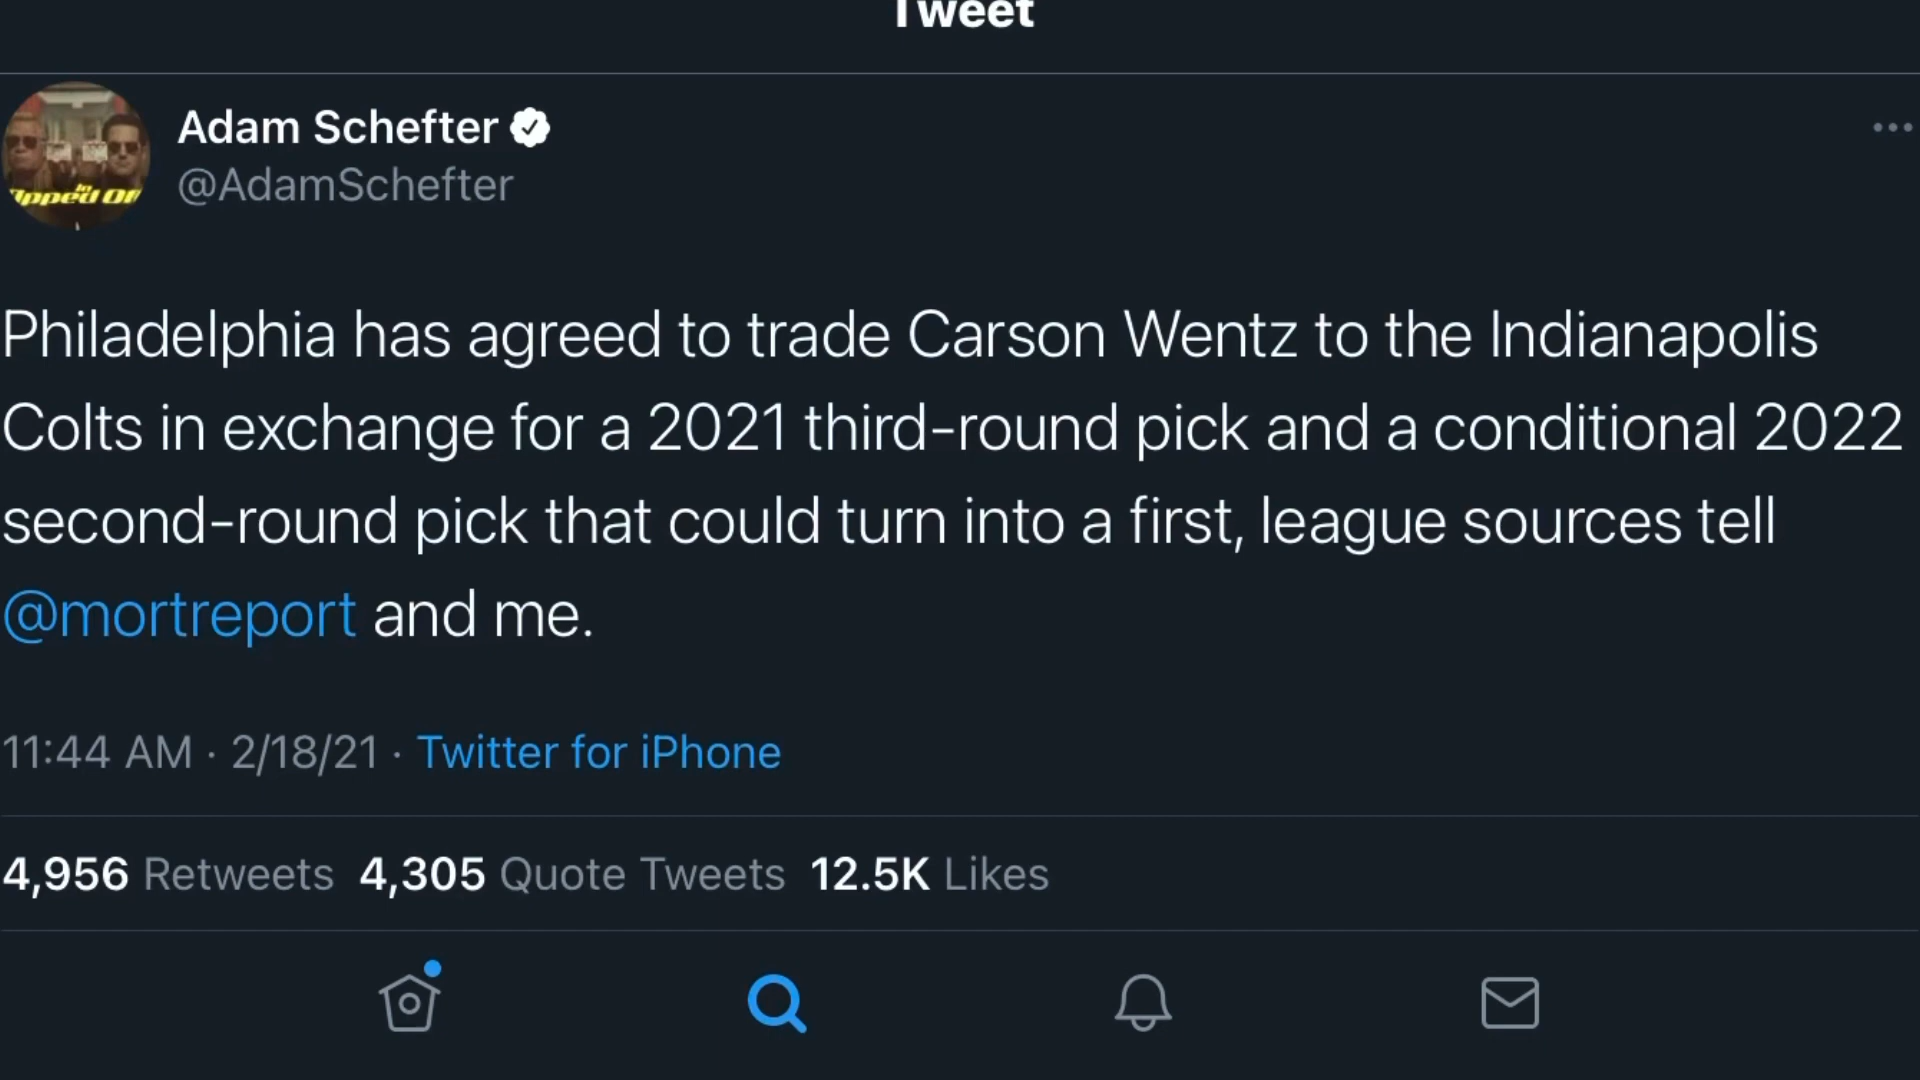 Tweet
Adam Schefter
@AdamSchefter
Philadelphia has agreed to trade Carson Wentz to the Indianapolis
Colts in exchange for a 2021 third-round pick and a conditional 2022
second-round pick that could turn into a first, league sources tell
@mortreport and me.
11:44 AM · 2/18/21 · Twitter for iPhone
4,956 Retweets 4,305 Quote Tweets 12.5K Likes